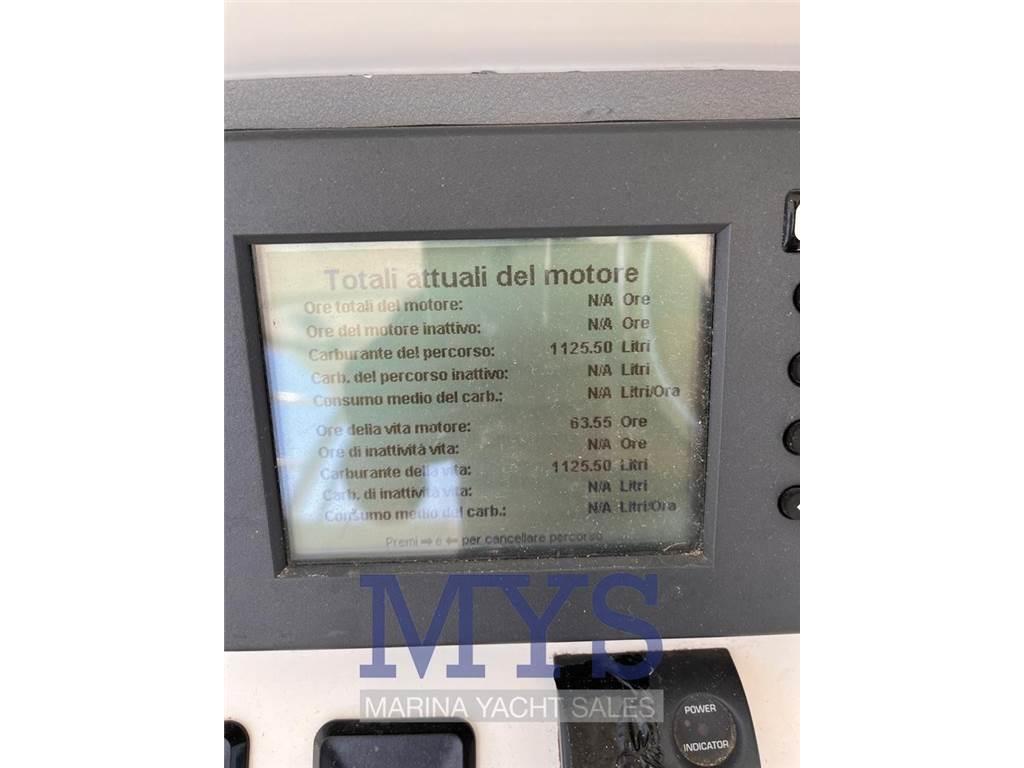 Totali attuali del motore
Ore totali del motore: N/A Ore
Ore del motore inattivo: N/A Ore
Carburante del percorso: 1125.50 Litri
Carb. del percorso inattivo: N/A Litri
Consumo medio del carb.: N/A Litri/Ora
Ore della vita motore: 63.55 Ore
Ore di inattività vita: N/A Ore
Carburante della vita: 1125.50 Litri
Carb. di inattività vita: N/A Litri
Consumo medio del carb.: N/A Litri/Ora
Premi ➡ e ⬅ per cancellare percorso
MYS
MARINA YACHT SALES
POWER
INDICATOR